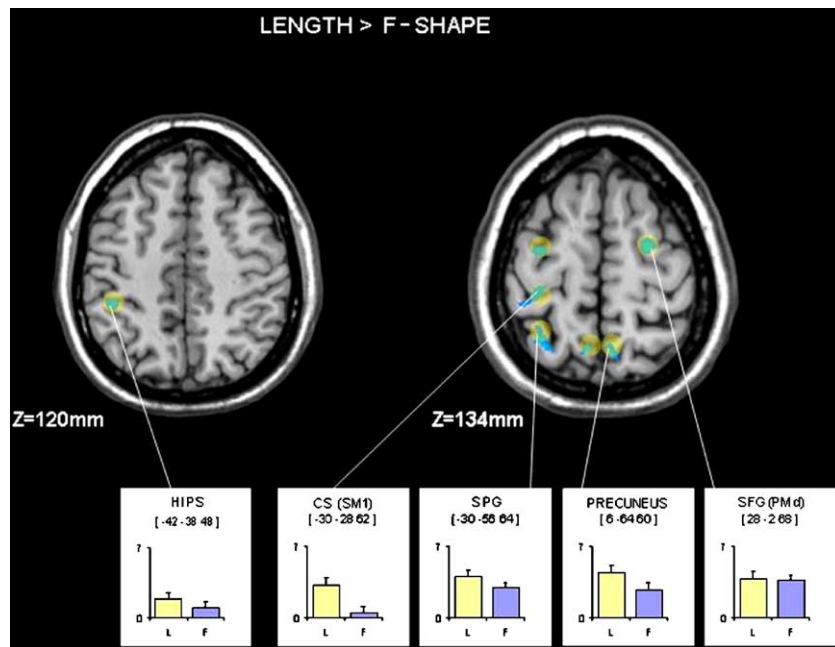 LENGTH > F-SHAPE
Z=120mm
Z=134mm
HIPS
[-42 -38 48]
7
0
L F
CS (SM1)
[-30 -28 62]
7
0
L F
SPG
[-30 -56 64]
7
0
L F
PRECUNEUS
[6 -64 60]
7
0
L F
SFG (PMd)
[28 -2 68]
7
0
L F